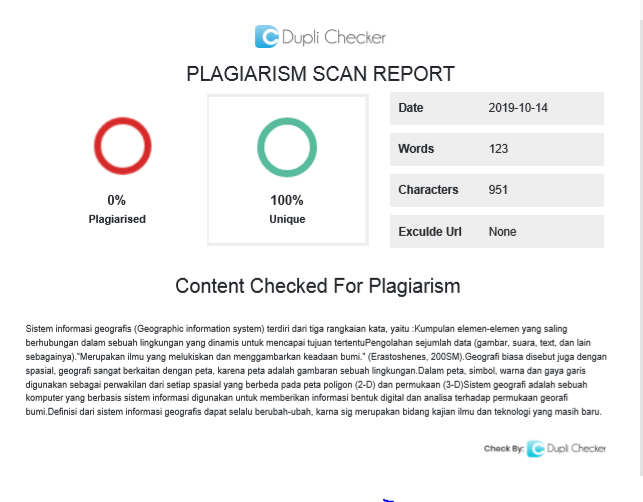 Dupli Checker
PLAGIARISM SCAN REPORT
0%
Plagiarised
100%
Unique
Date 2019-10-14
Words 123
Characters 951
Exculde Url None
Content Checked For Plagiarism
Sistem informasi geografis (Geographic information system) terdiri dari tiga rangkaian kata, yaitu :Kumpulan elemen-elemen yang saling
berhubungan dalam sebuah lingkungan yang dinamis untuk mencapai tujuan tertentuPengolahan sejumlah data (gambar, suara, text, dan lain
sebagainya)."Merupakan ilmu yang melukiskan dan menggambarkan keadaan bumi." (Erastoshenes, 200SM).Geografi biasa disebut juga dengan
spasial, geografi sangat berkaitan dengan peta, karena peta adalah gambaran sebuah lingkungan.Dalam peta, simbol, warna dan gaya garis
digunakan sebagai perwakilan dari setiap spasial yang berbeda pada peta poligon (2-D) dan permukaan (3-D)Sistem geografi adalah sebuah
komputer yang berbasis sistem informasi digunakan untuk memberikan informasi bentuk digital dan analisa terhadap permukaan georafi
bumi.Definisi dari sistem informasi geografis dapat selalu berubah-ubah, karna sig merupakan bidang kajian ilmu dan teknologi yang masih baru.
Check By: Dupli Checker